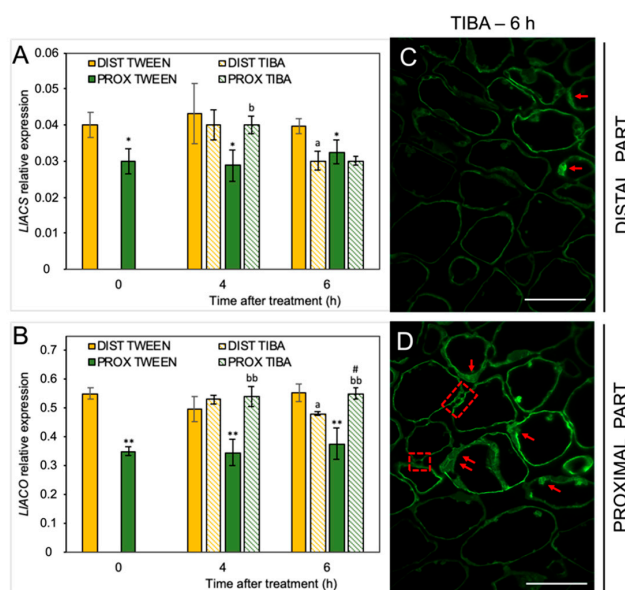 TIBA – 6 h
A
DIST TWEEN
DIST TIBA
PROX TWEEN
PROX TIBA
LlACS relative expression
0.06
0.05
0.04
0.03
0.02
0.01
0
*
*
b
a
*
0
4
6
Time after treatment (h)
C
DISTAL PART
B
DIST TWEEN
DIST TIBA
PROX TWEEN
PROX TIBA
LlACO relative expression
0.7
0.6
0.5
0.4
0.3
0.2
0.1
0
**
**
bb
a
**
#
bb
0
4
6
Time after treatment (h)
D
PROXIMAL PART